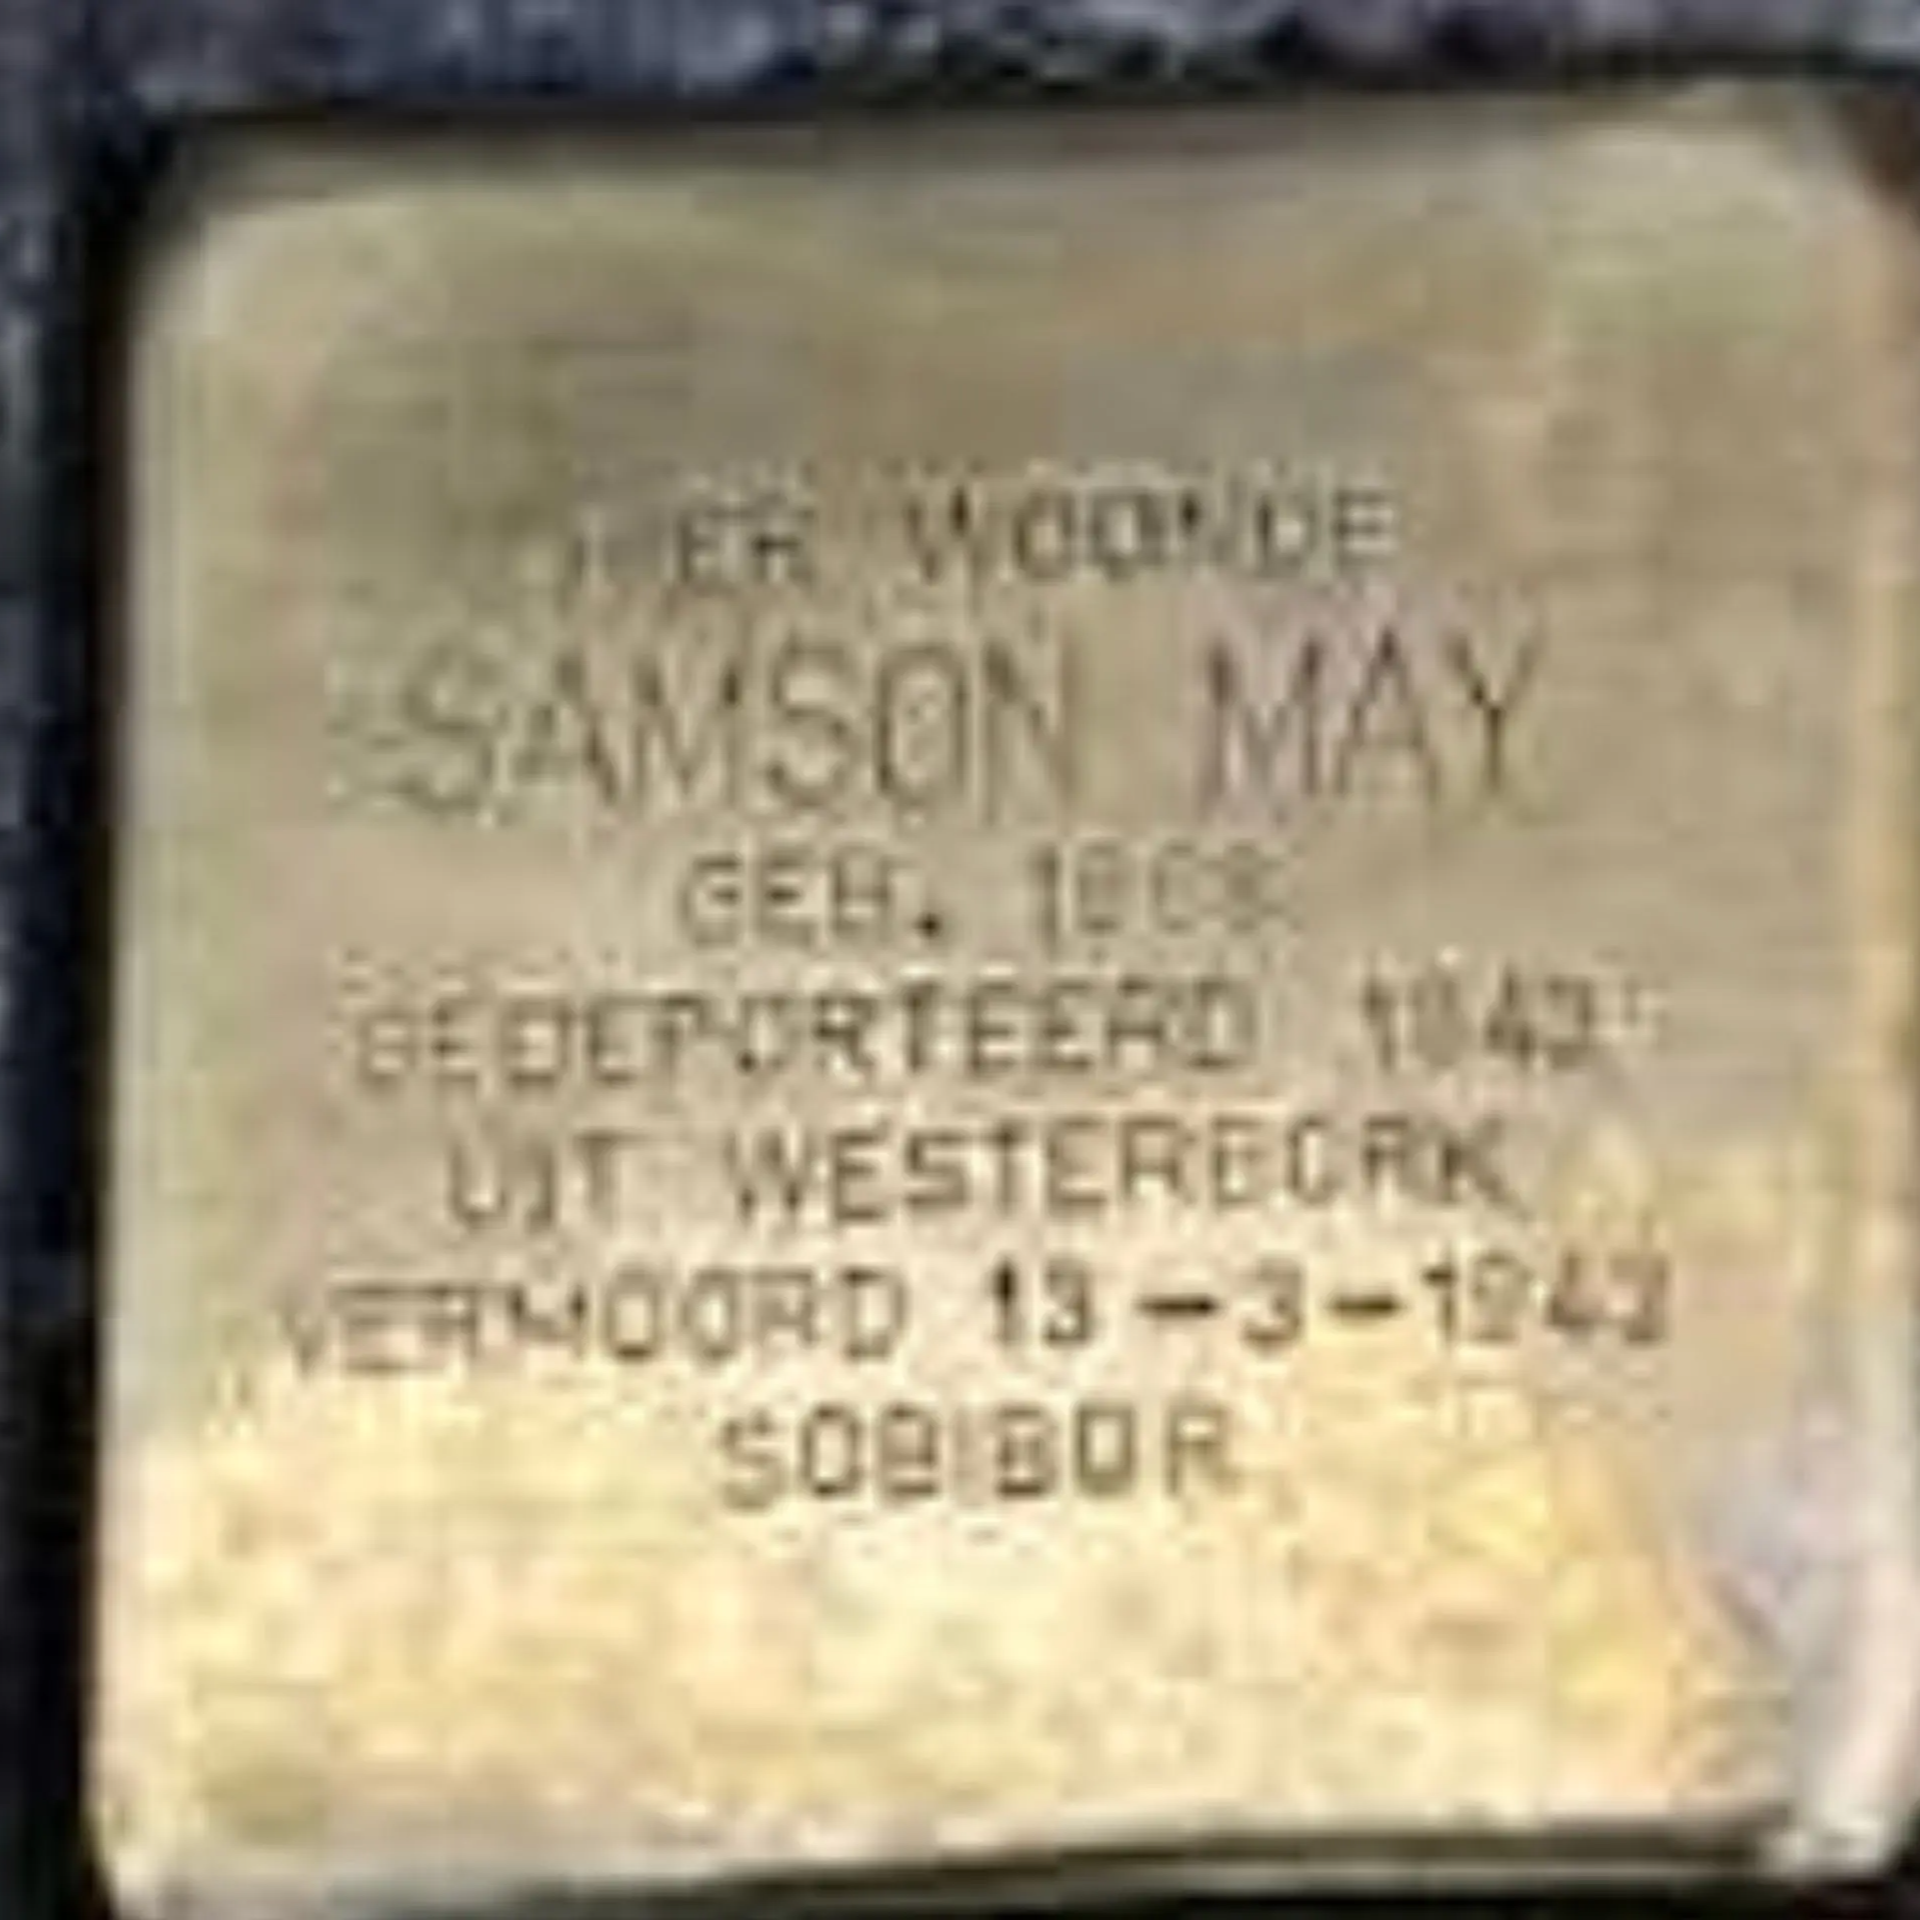 HIER WOONDE
SAMSON MAY
GEB.
GEDEPORTEERD 1943
UIT WESTERBORK
VERMOORD 13-3-1943
SOBIBOR